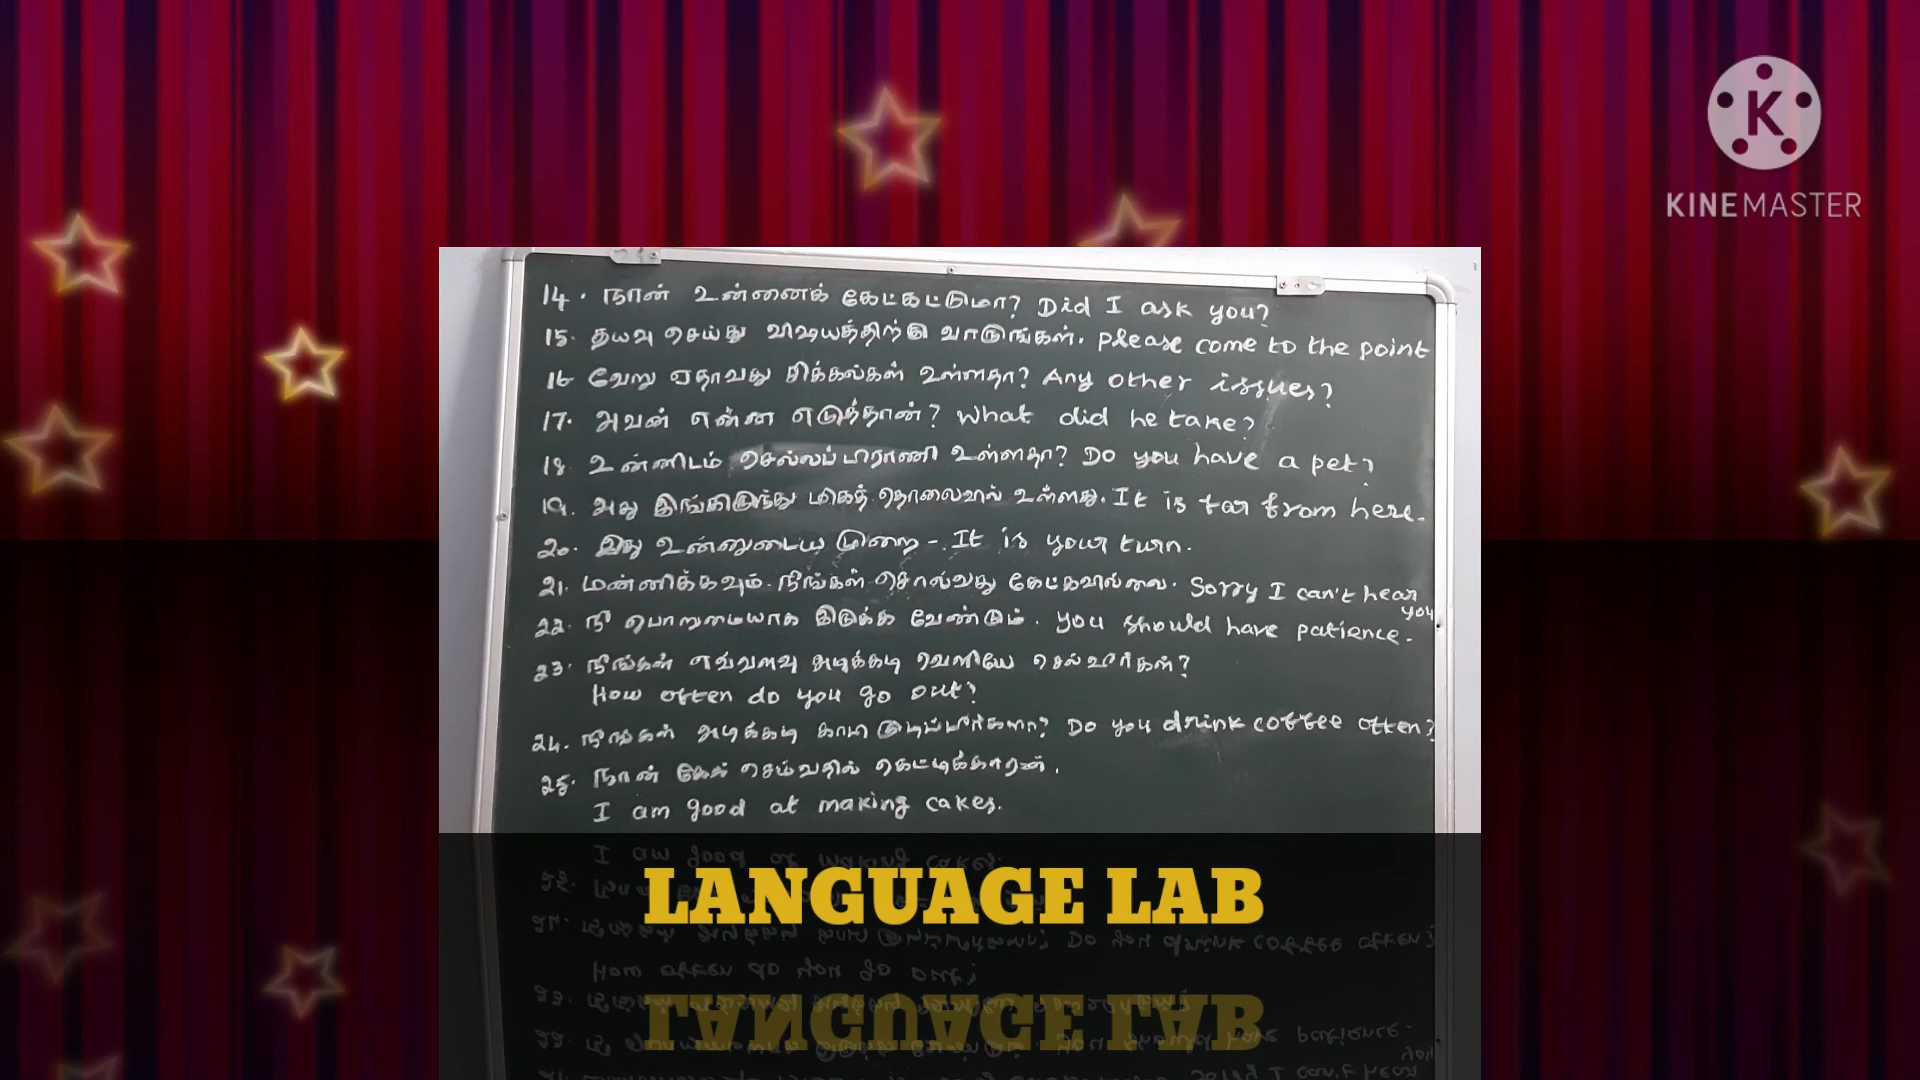 KINEMASTER
14. நான் உன்னைக் கேட்கட்டுமா? Did I ask you?
15. தயவு செய்து விஷயத்திற்கு வாருங்கள். please come to the point
16 வேறு ஏதாவது சிக்கல்கள் உள்ளதா? Any other issues?
17. அவன் என்ன எடுத்தான்? What did he take?
18 உன்னிடம் செல்லப்பிராணி உள்ளதா? Do you have a pet?
19. அது இங்கிருந்து மிகத் தொலைவில் உள்ளது. It is far from here.
20. இது உன்னுடைய முறை - It is your turn.
21. மன்னிக்கவும். நீங்கள் சொல்வது கேட்கவில்லை. Sorry I can't hear you
22. நீ பொறுமையாக இருக்க வேண்டும். you should have patience.
23. நீங்கள் எவ்வளவு அடிக்கடி வெளியே செல்வீர்கள்?
How often do you go out?
24. நீங்கள் அடிக்கடி காபி குடிப்பீர்களா? Do you drink coffee often?
25. நான் கேக் செய்வதில் கெட்டிக்காரன்.
I am good at making cakes.
LANGUAGE LAB